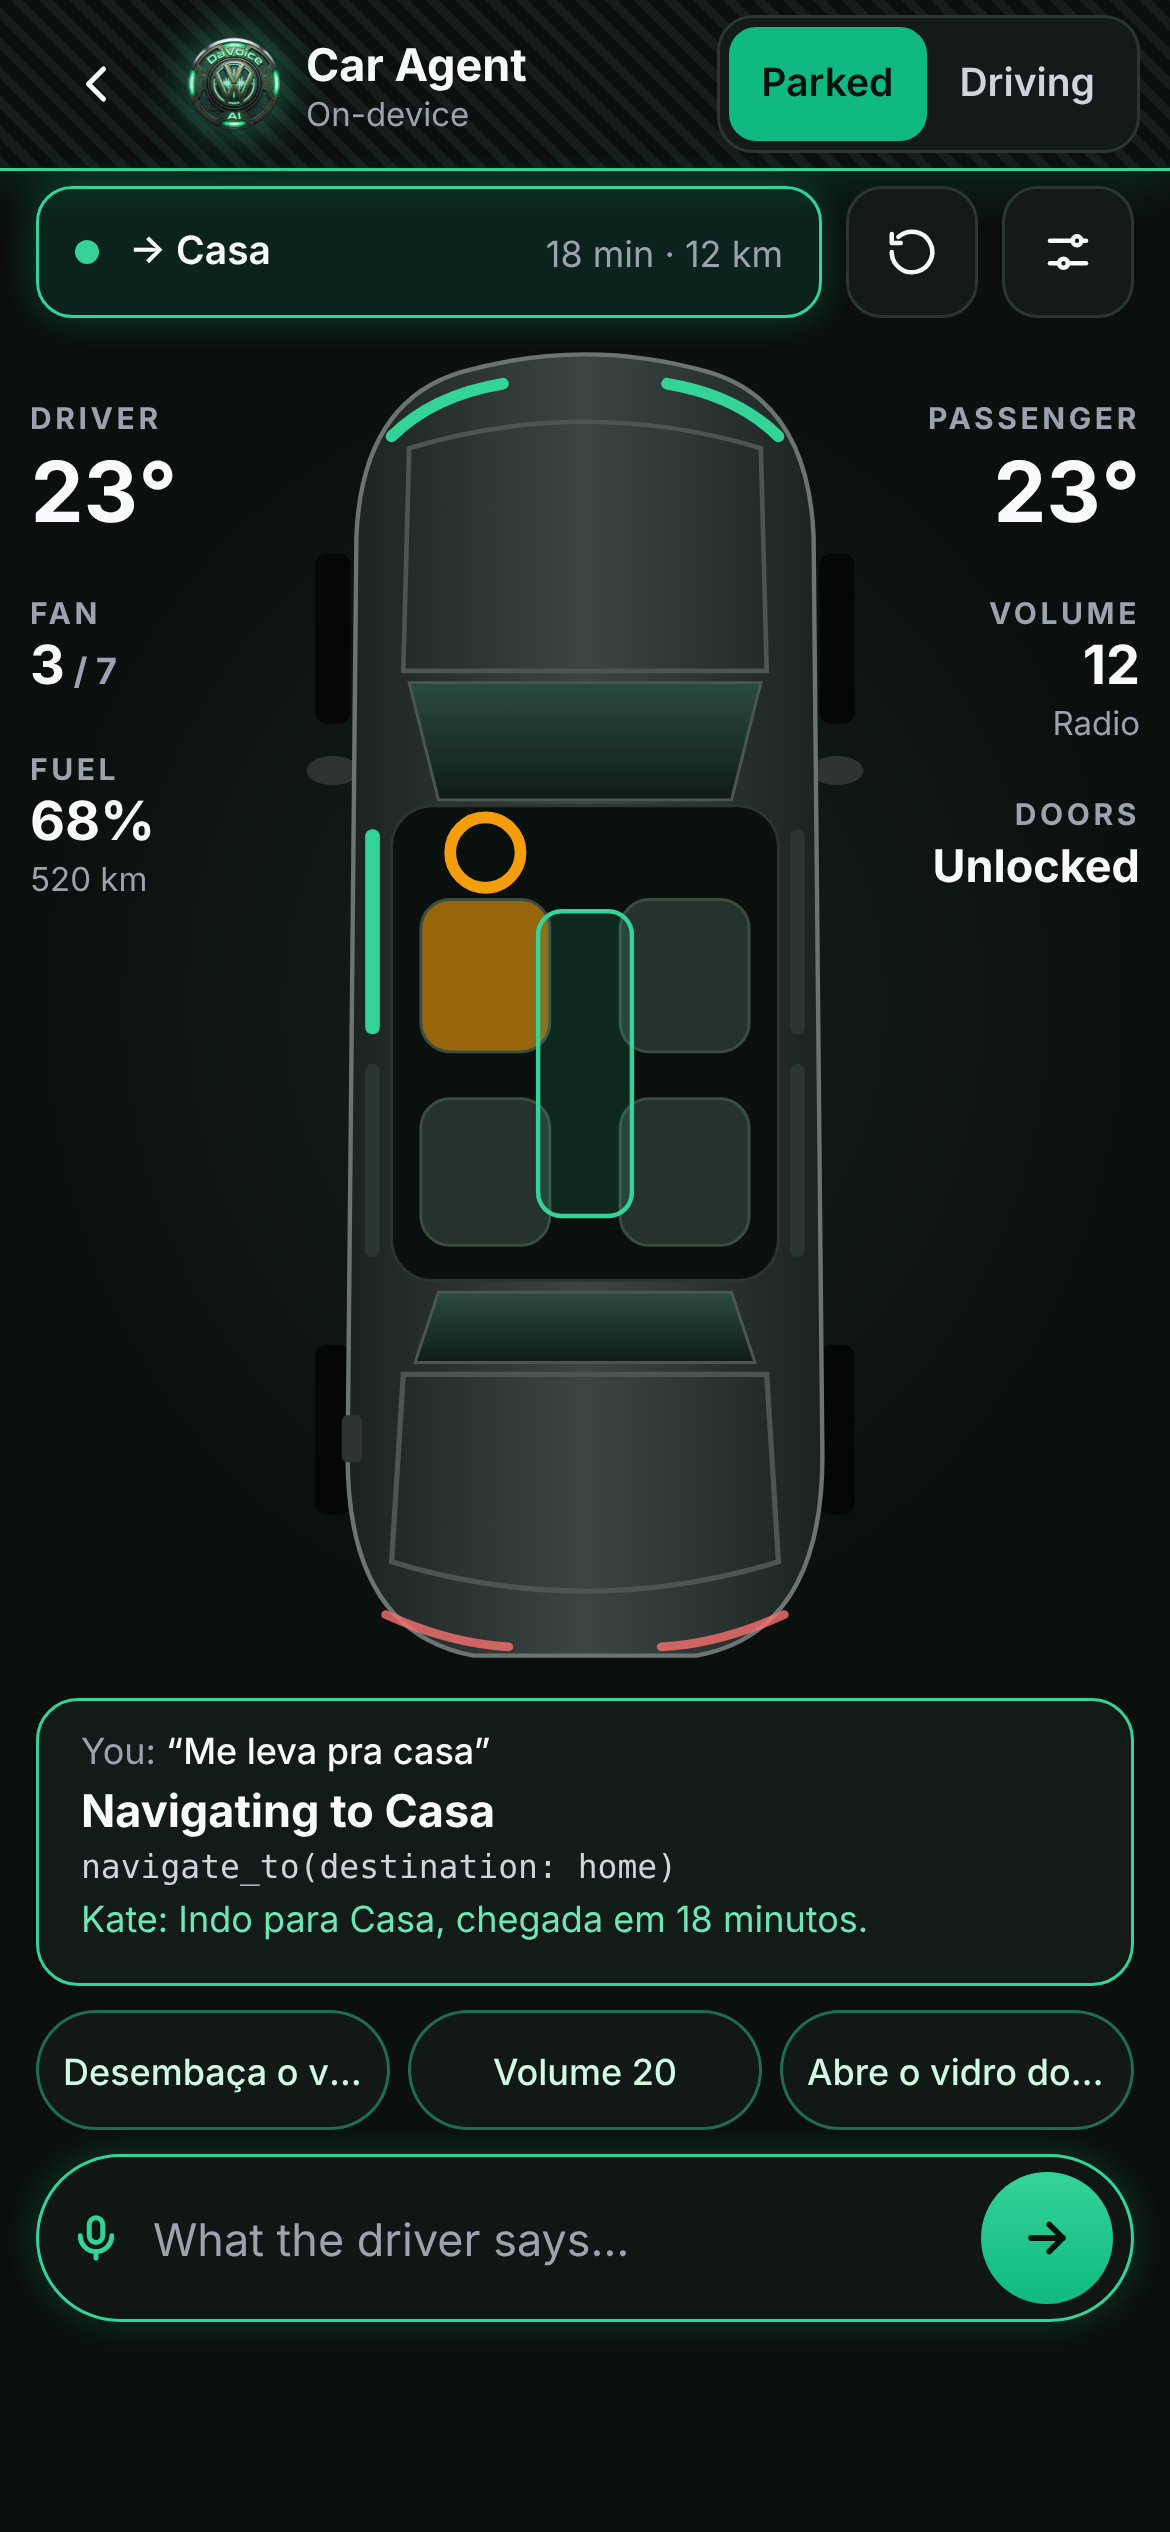 DaVoice
AI
Car Agent
On-device
Parked
Driving
→ Casa
18 min · 12 km
DRIVER
23°
PASSENGER
23°
FAN
3 / 7
VOLUME
12
Radio
FUEL
68%
520 km
DOORS
Unlocked
You: “Me leva pra casa”
Navigating to Casa
navigate_to(destination: home)
Kate: Indo para Casa, chegada em 18 minutos.
Desembaça o v...
Volume 20
Abre o vidro do...
What the driver says...